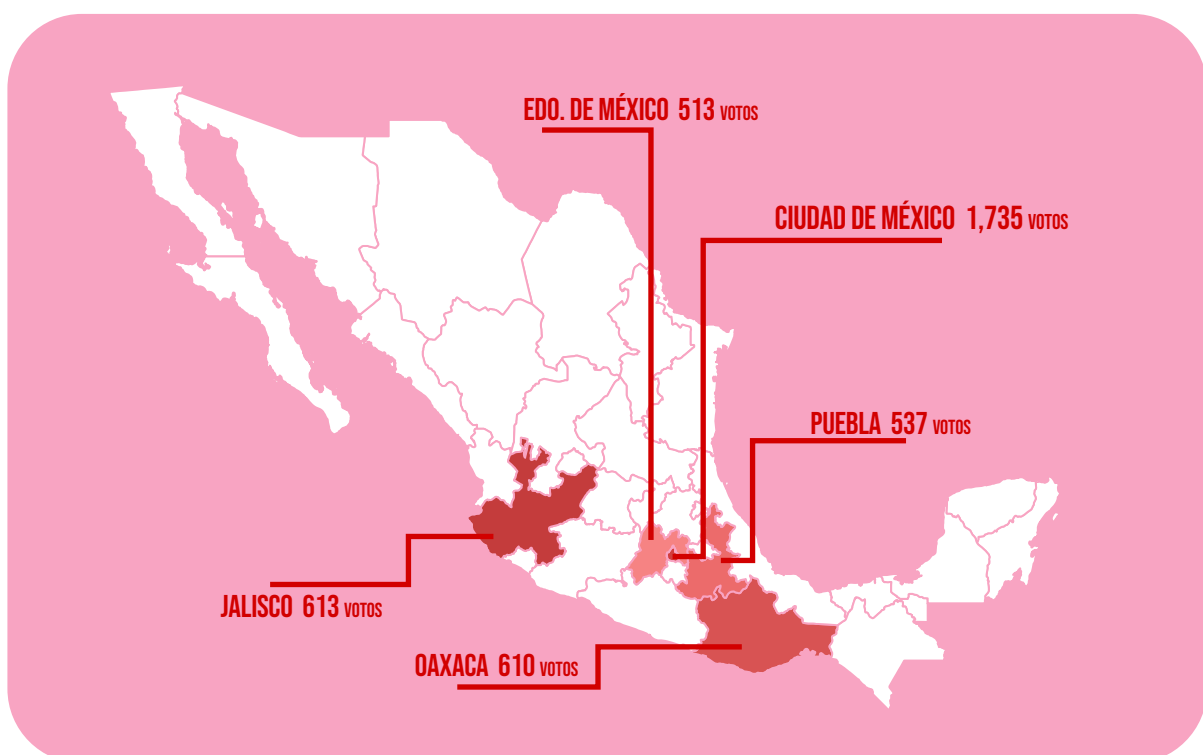 EDO. DE MÉXICO 513 VOTOS
CIUDAD DE MÉXICO 1,735 VOTOS
PUEBLA 537 VOTOS
JALISCO 613 VOTOS
OAXACA 610 VOTOS